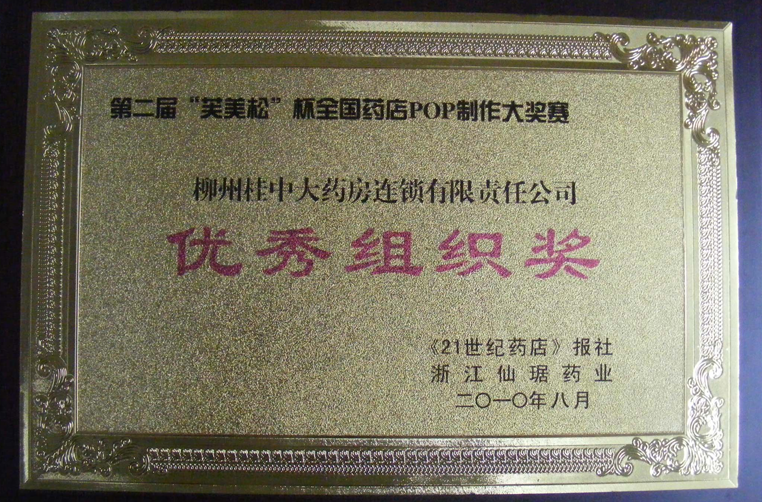 第二届“芙美松”杯全国药店POP制作大奖赛
柳州桂中大药房连锁有限责任公司
优秀组织奖
《21世纪药店》报社
浙江仙琚药业
二〇一〇年八月